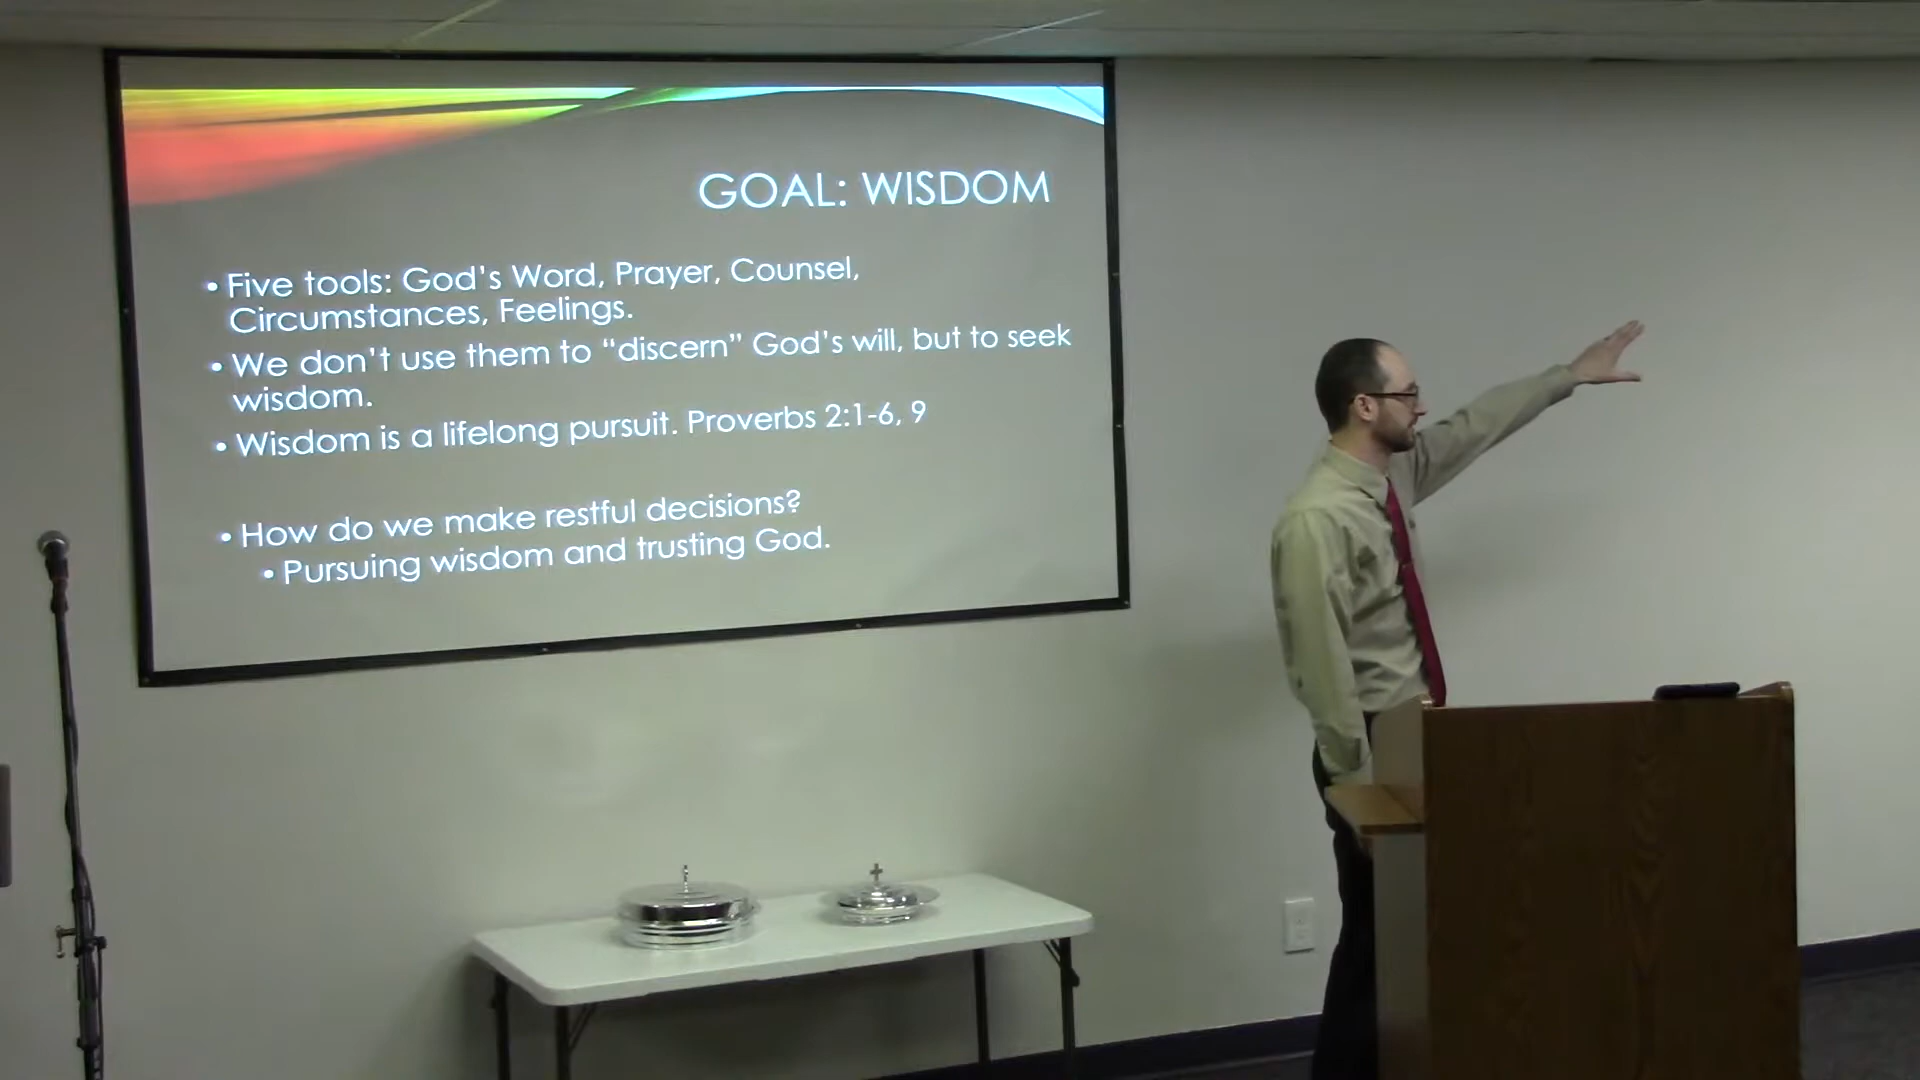 GOAL: WISDOM
• Five tools: God's Word, Prayer, Counsel,
Circumstances, Feelings.
• We don't use them to “discern” God's will, but to seek
wisdom.
• Wisdom is a lifelong pursuit. Proverbs 2:1-6, 9
• How do we make restful decisions?
• Pursuing wisdom and trusting God.